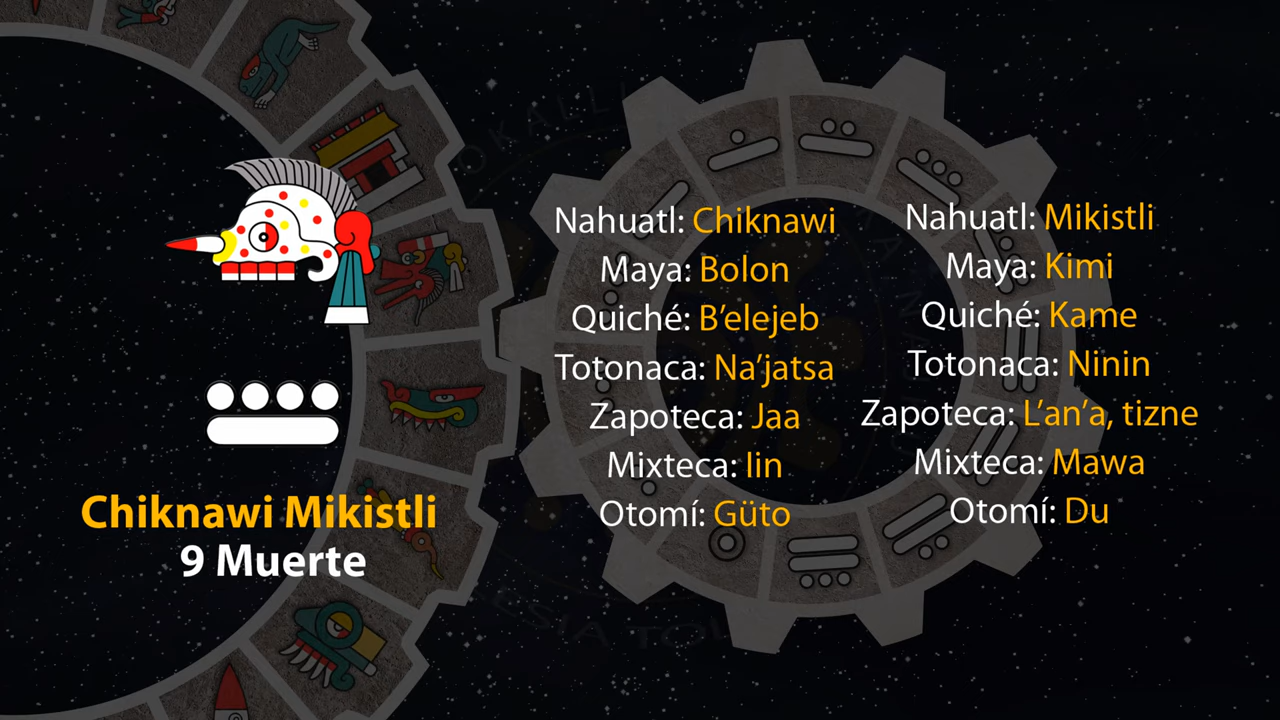 Chiknawi Mikistli
9 Muerte
Nahuatl: Chiknawi
Maya: Bolon
Quiché: B’elejeb
Totonaca: Na’jatsa
Zapoteca: Jaa
Mixteca: Iin
Otomí: Güto
Nahuatl: Mikistli
Maya: Kimi
Quiché: Kame
Totonaca: Ninin
Zapoteca: L’an’a, tizne
Mixteca: Mawa
Otomí: Du